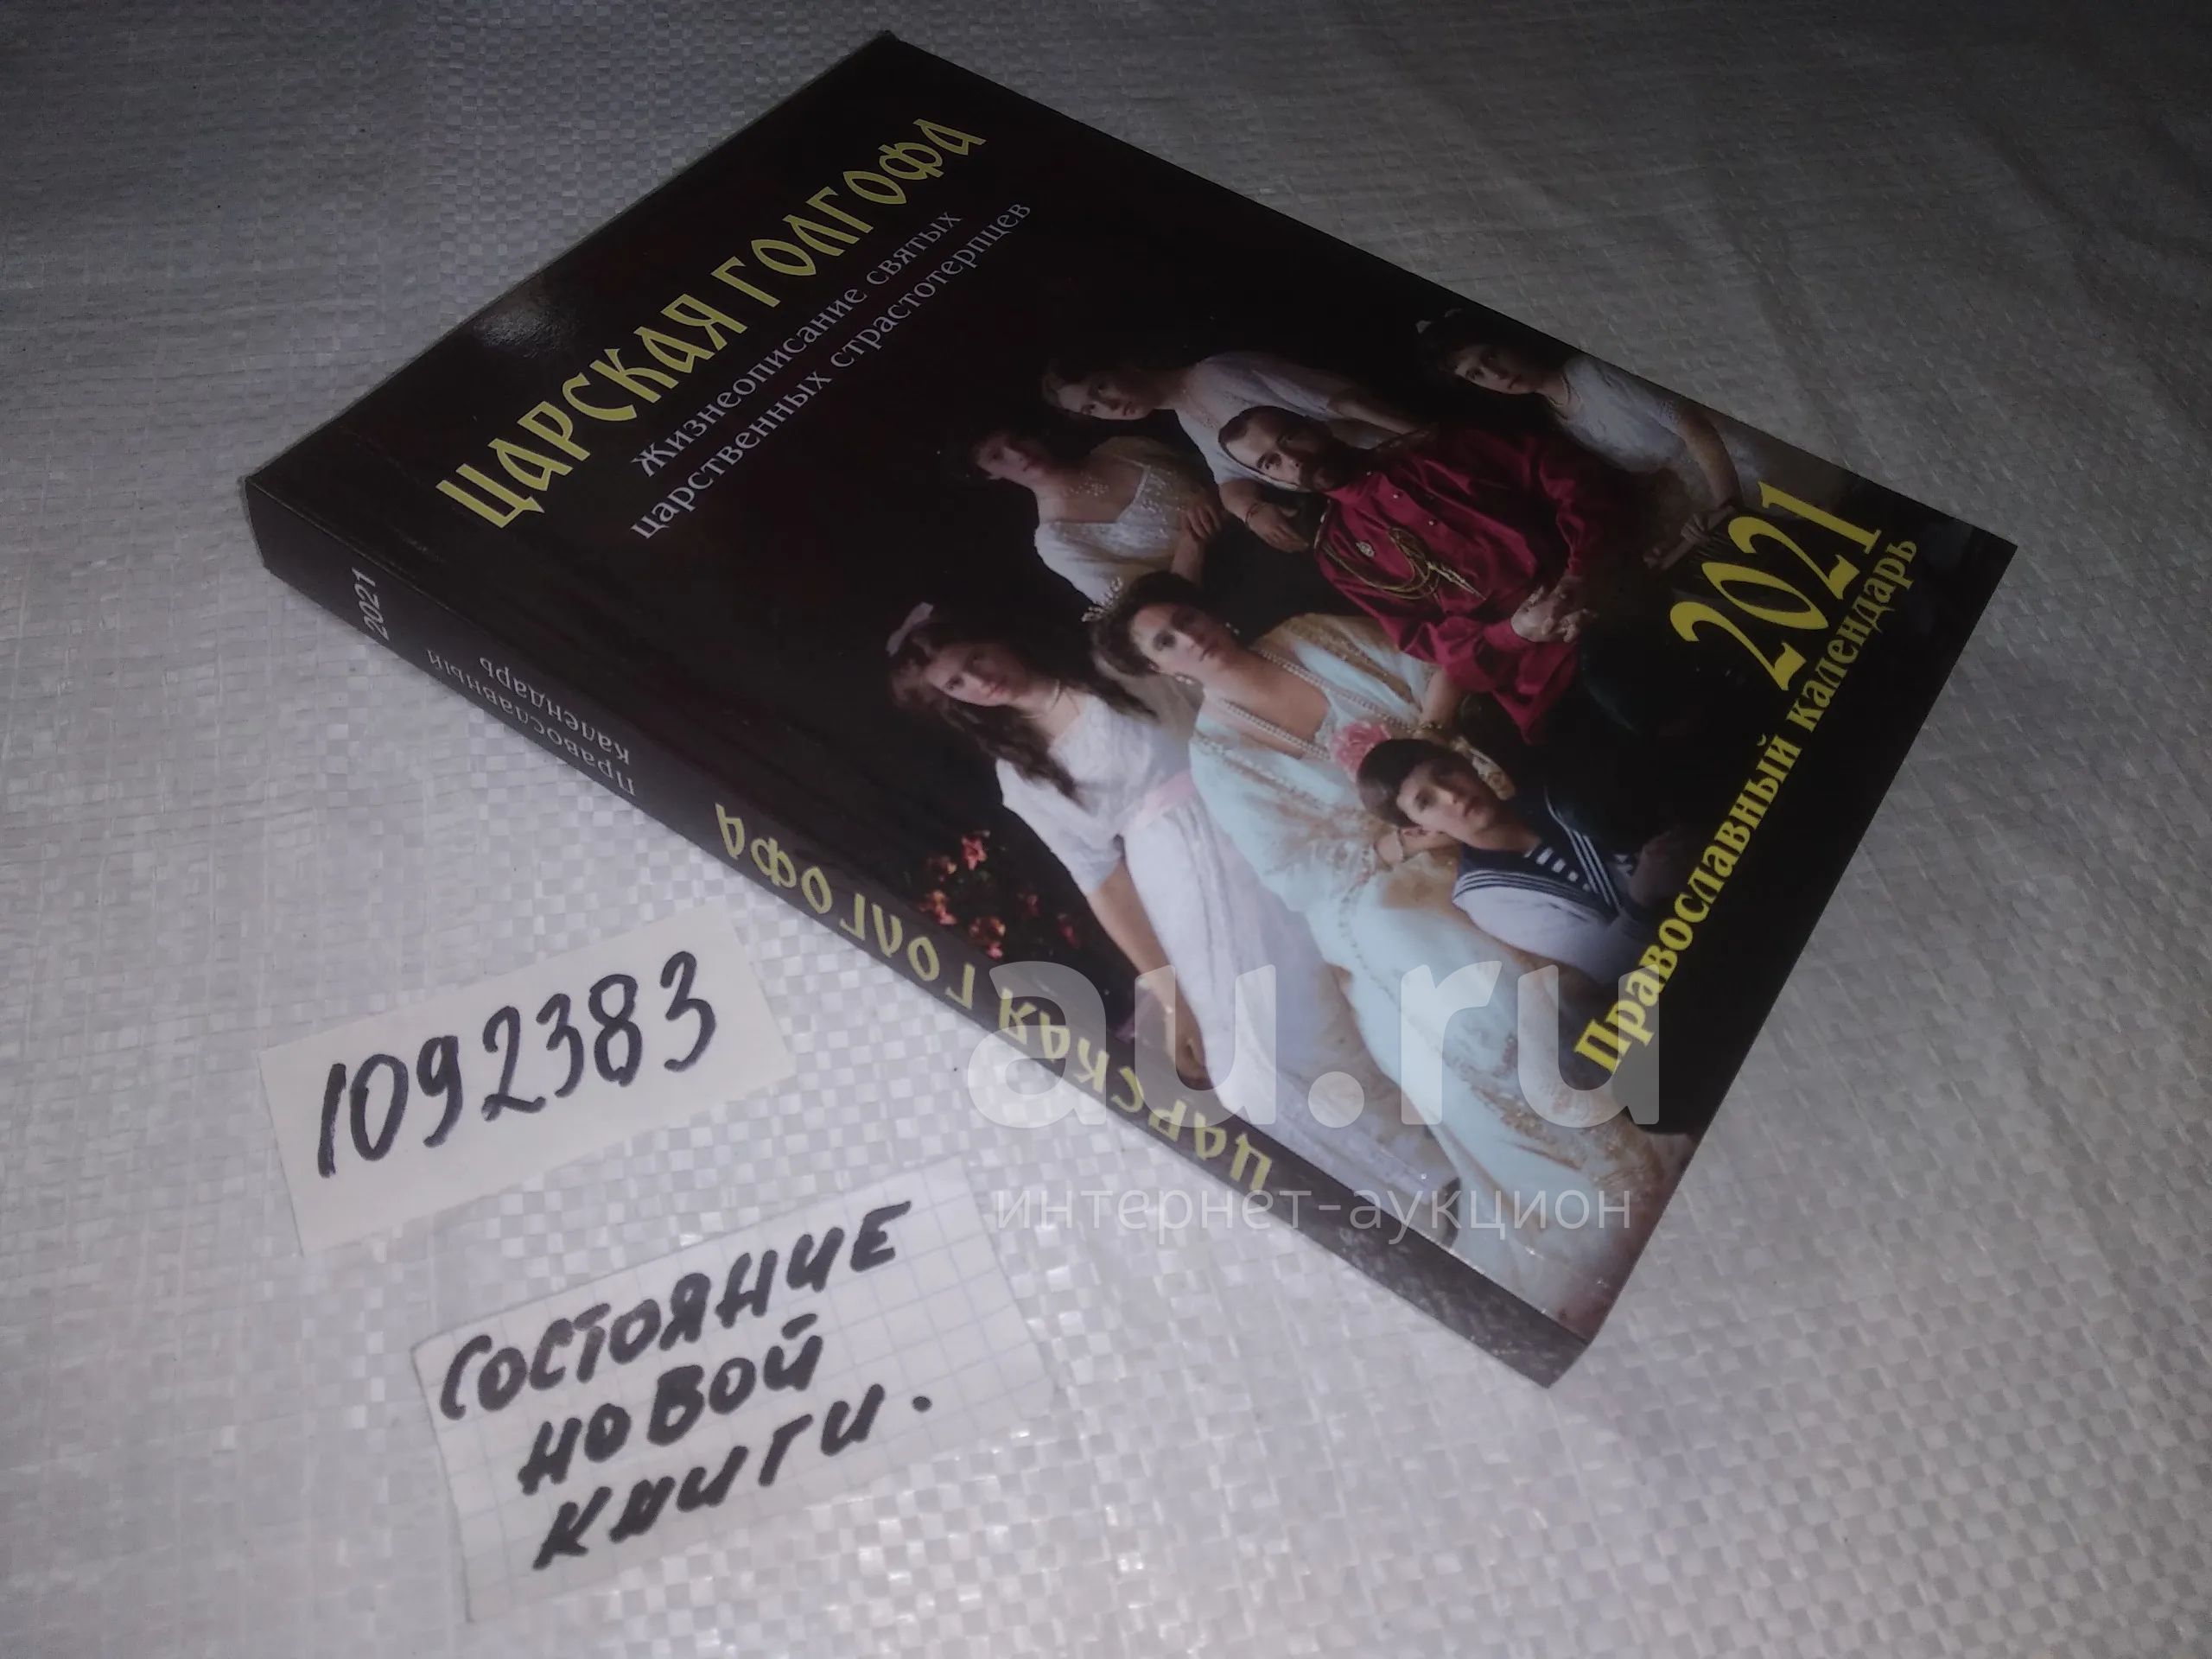 ЦАРСКАЯ ГОЛГОФА
Жизнеописание святых
царственных страстотерпцев
2021
Православный календарь
2021
Православный
календарь
ЦАРСКАЯ ГОЛГОФА
1092383
СОСТОЯНИЕ
НОВОЙ
КНИГИ.
au.ru
интернет-аукцион